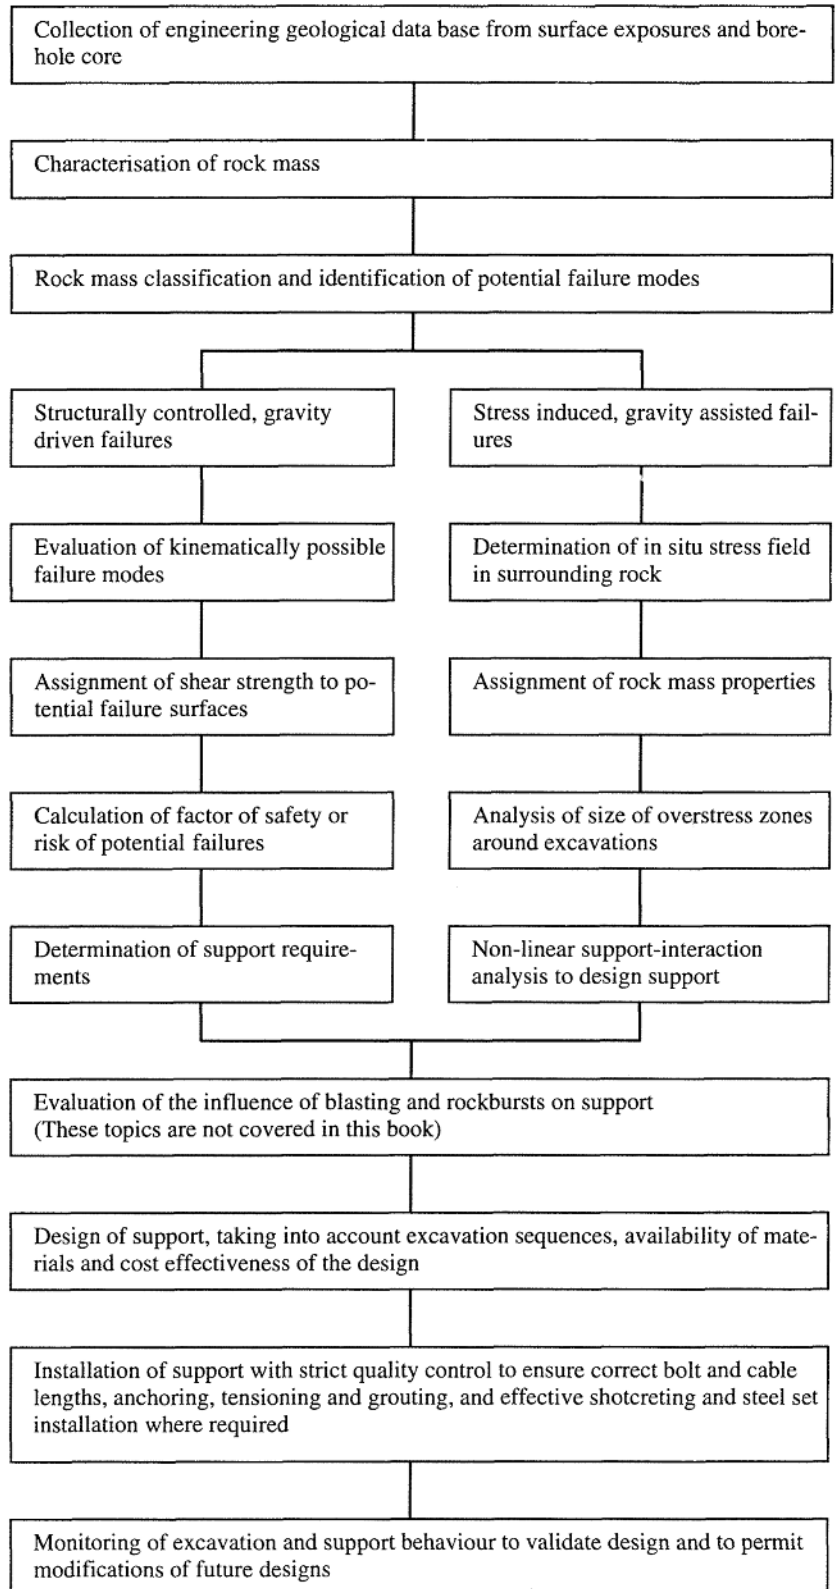 Collection of engineering geological data base from surface exposures and bore-
hole core
Characterisation of rock mass
Rock mass classification and identification of potential failure modes
Structurally controlled, gravity
driven failures
Evaluation of kinematically possible
failure modes
Assignment of shear strength to po-
tential failure surfaces
Calculation of factor of safety or
risk of potential failures
Determination of support require-
ments
Stress induced, gravity assisted fail-
ures
Determination of in situ stress field
in surrounding rock
Assignment of rock mass properties
Analysis of size of overstress zones
around excavations
Non-linear support-interaction
analysis to design support
Evaluation of the influence of blasting and rockbursts on support
(These topics are not covered in this book)
Design of support, taking into account excavation sequences, availability of mate-
rials and cost effectiveness of the design
Installation of support with strict quality control to ensure correct bolt and cable
lengths, anchoring, tensioning and grouting, and effective shotcreting and steel set
installation where required
Monitoring of excavation and support behaviour to validate design and to permit
modifications of future designs